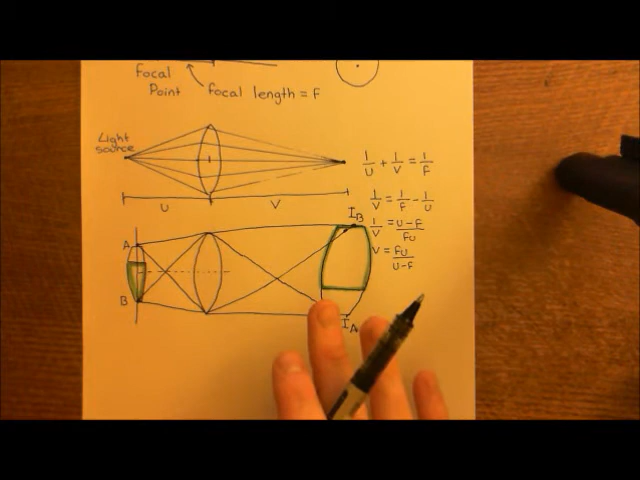 Focal
Point
focal length = F
Light
source
1/U + 1/V = 1/F
U
V
1/V = 1/F - 1/U
I_B
1/V = U-F/FU
A
V = FU/U-F
B
I_A